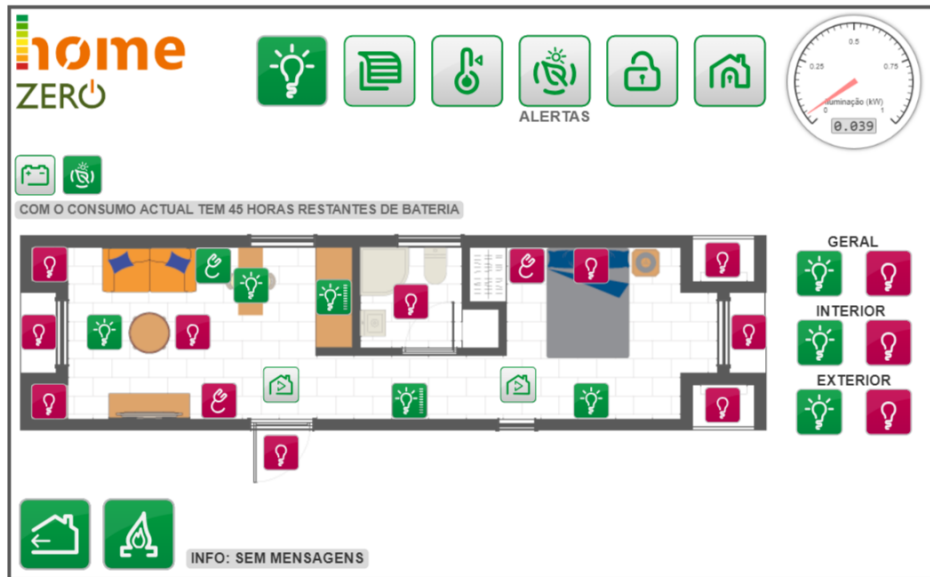 home
ZERO
ALERTAS
0.5
0.25
0.75
Iluminação (kW)
0
1
0.039
COM O CONSUMO ACTUAL TEM 45 HORAS RESTANTES DE BATERIA
GERAL
INTERIOR
EXTERIOR
INFO: SEM MENSAGENS